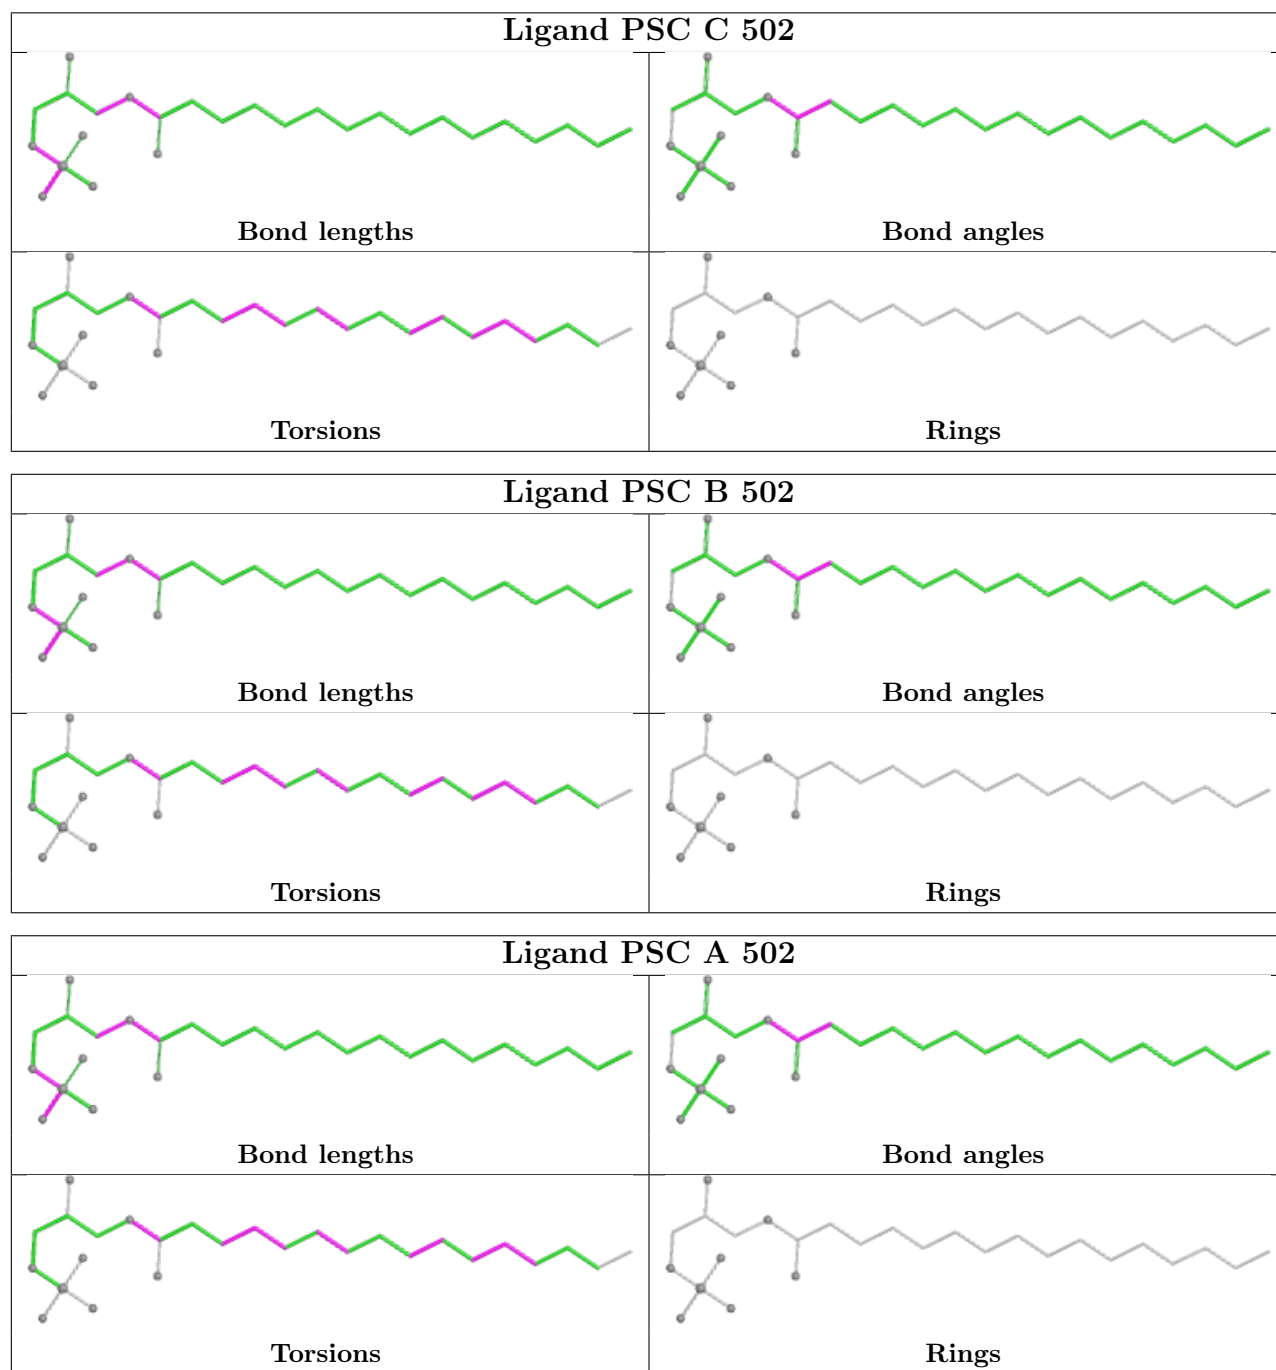 Ligand PSC C 502
Bond lengths
Bond angles
Torsions
Rings
Ligand PSC B 502
Bond lengths
Bond angles
Torsions
Rings
Ligand PSC A 502
Bond lengths
Bond angles
Torsions
Rings